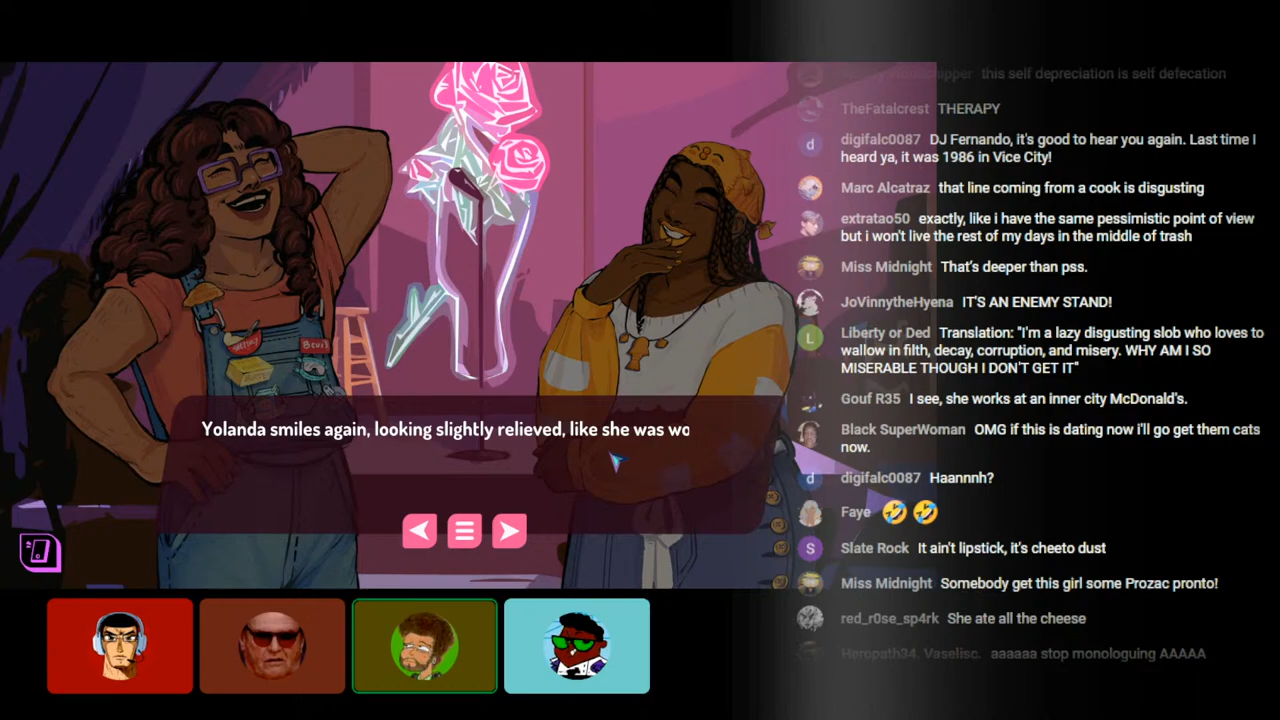 this self depreciation is self defecation
TheFatalcrest THERAPY
digifalc0087 DJ Fernando, it's good to hear you again. Last time I
heard ya, it was 1986 in Vice City!
Marc Alcatraz that line coming from a cook is disgusting
extratao50 exactly, like i have the same pessimistic point of view
but i won't live the rest of my days in the middle of trash
Miss Midnight That's deeper than pss.
JoVinnytheHyena IT'S AN ENEMY STAND!
Liberty or Ded Translation: "I'm a lazy disgusting slob who loves to
wallow in filth, decay, corruption, and misery. WHY AM I SO
MISERABLE THOUGH I DON'T GET IT"
Gouf R35 I see, she works at an inner city McDonald's.
Black SuperWoman OMG if this is dating now i'll go get them cats
now.
digifalc0087 Haannnh?
Faye 🤣 🤣
Slate Rock It ain't lipstick, it's cheeto dust
Miss Midnight Somebody get this girl some Prozac pronto!
red_r0se_sp4rk She ate all the cheese
Heropath34. Vaselisc. aaaaaa stop monologuing AAAAA
Yolanda smiles again, looking slightly relieved, like she was wo